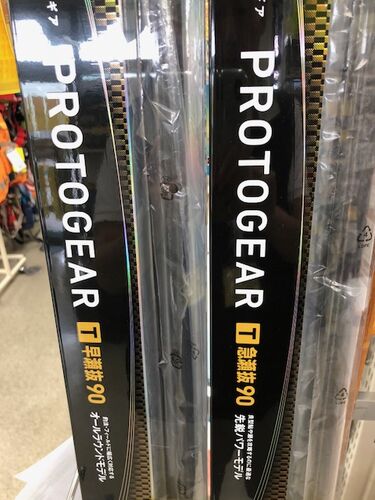 ギア
PROTOGEAR
T 早瀬抜 90
オールラウンドモデル
ギア
PROTOGEAR
T 急瀬抜 90
先鋭パワーモデル